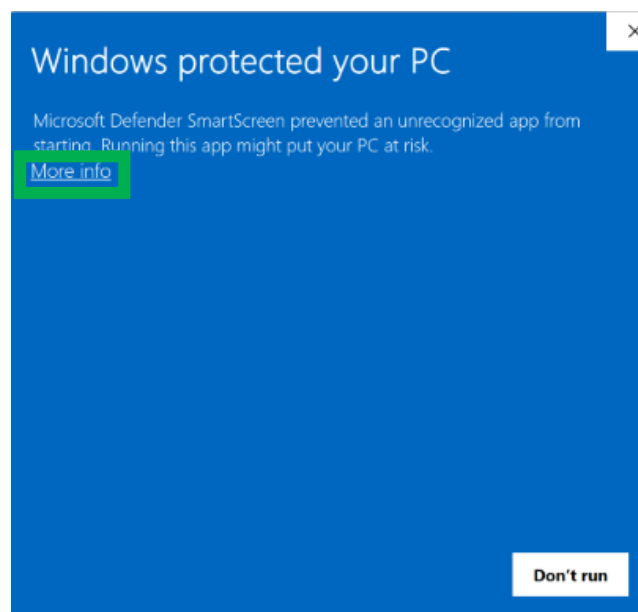 Windows protected your PC
Microsoft Defender SmartScreen prevented an unrecognized app from
starting. Running this app might put your PC at risk.
More info
Don't run